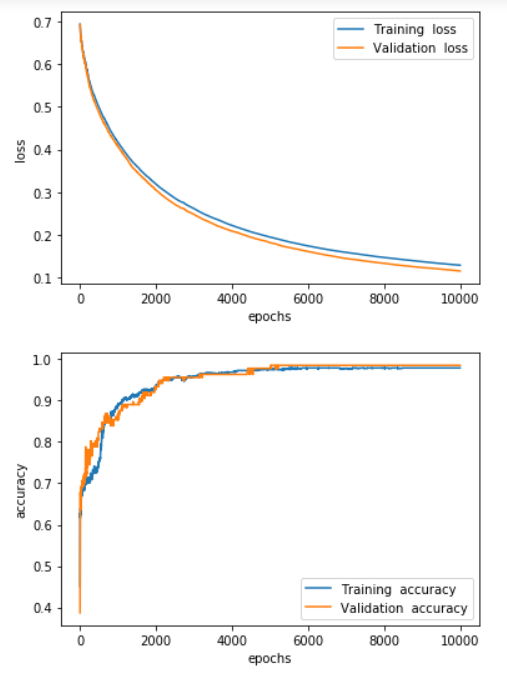 0.7
0.6
0.5
0.4
0.3
0.2
0.1
loss
Training loss
Validation loss
0 2000 4000 6000 8000 10000
epochs
1.0
0.9
0.8
0.7
0.6
0.5
0.4
accuracy
Training accuracy
Validation accuracy
0 2000 4000 6000 8000 10000
epochs